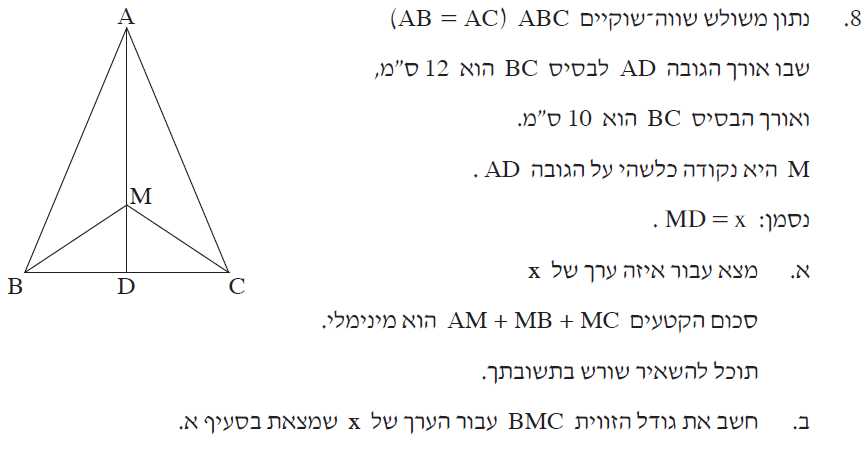 8. נתון משולש שווה־שוקיים ABC (AB = AC)
שבו אורך הגובה AD לבסיס BC הוא 12 ס"מ,
ואורך הבסיס BC הוא 10 ס"מ.
M היא נקודה כלשהי על הגובה AD .
נסמן: MD = x .
א. מצא עבור איזה ערך של x
סכום הקטעים AM + MB + MC הוא מינימלי.
תוכל להשאיר שורש בתשובתך.
ב. חשב את גודל הזווית BMC עבור הערך של x שמצאת בסעיף א.
A
M
B
D
C